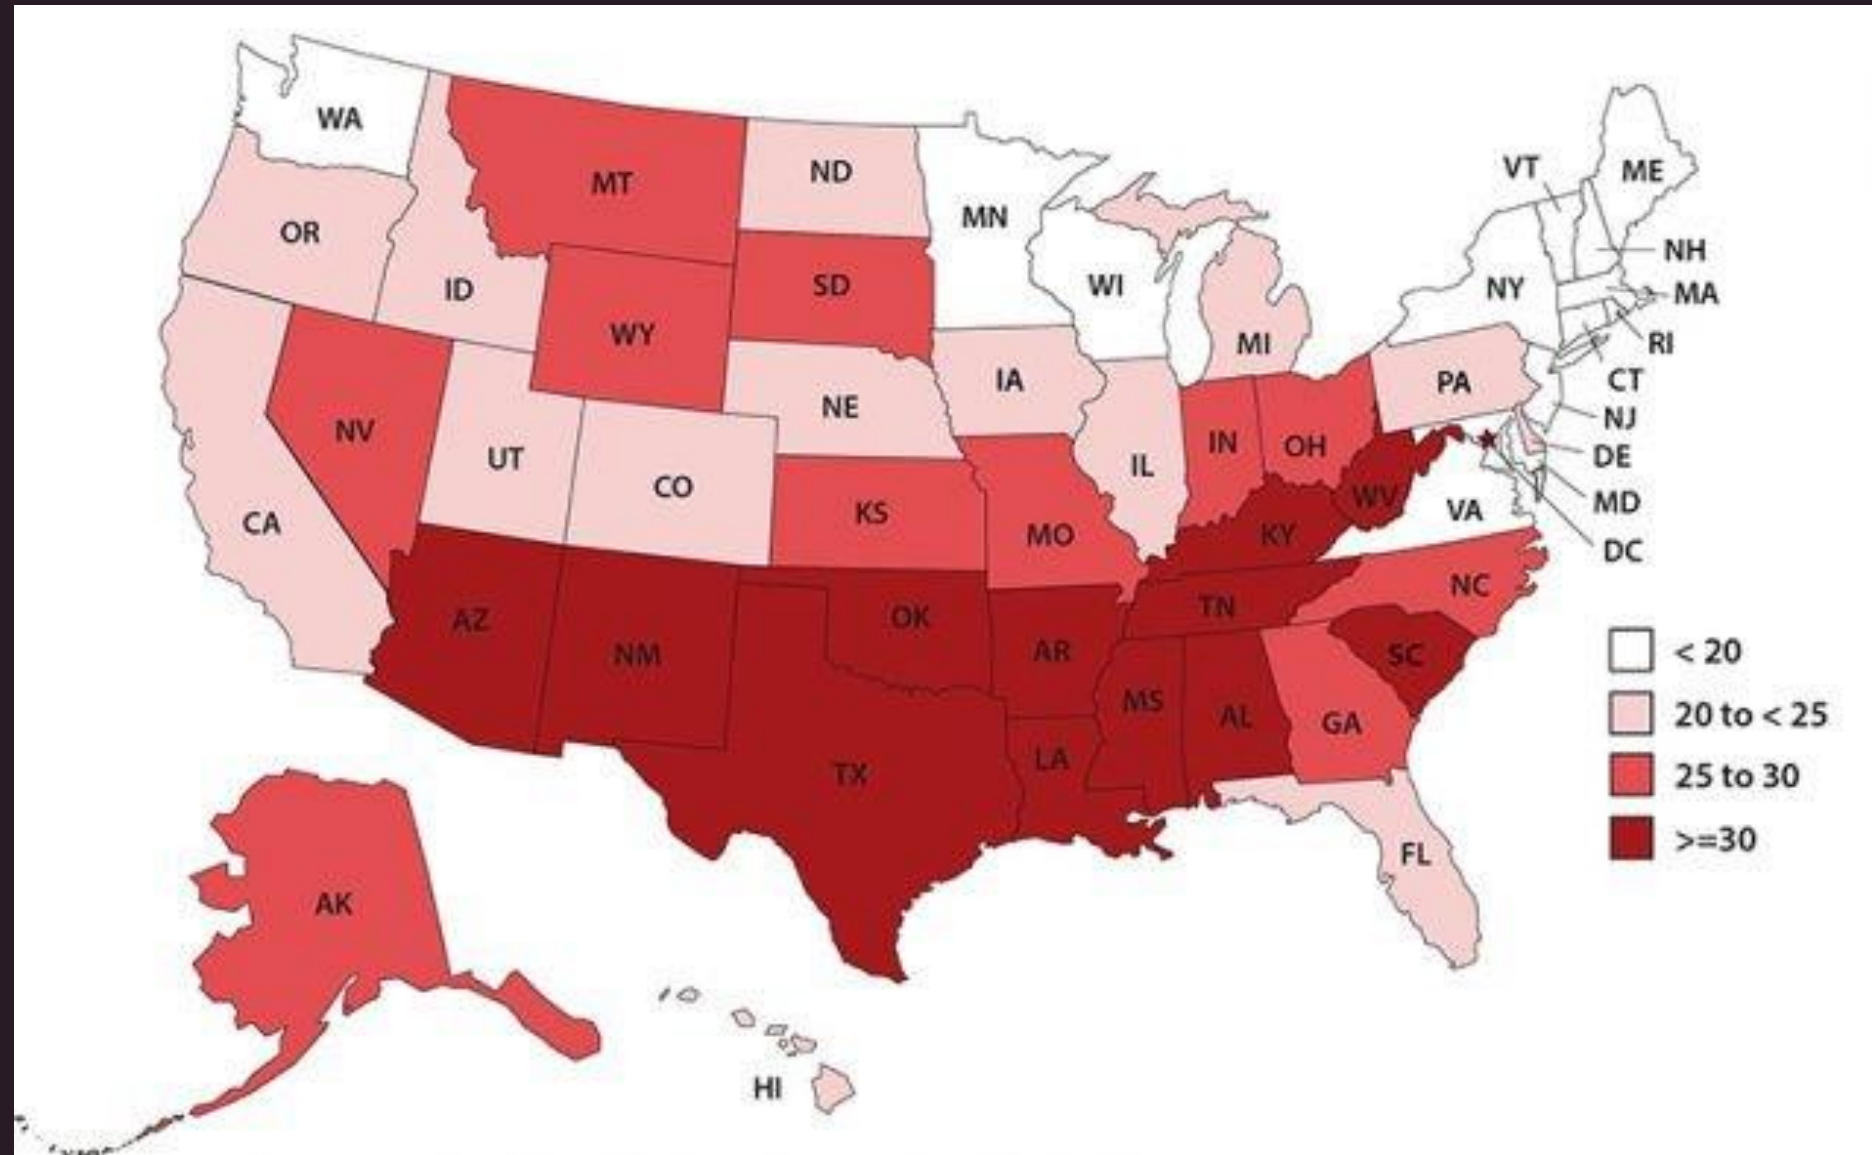 WA
MT
ND
MN
VT
ME
OR
ID
SD
WI
NH
NY
MA
WY
MI
RI
IA
PA
CT
NE
NJ
NV
UT
IN
OH
DE
CO
IL
CA
KS
MO
WV
VA
MD
KY
DC
AZ
NM
OK
TN
NC
AR
SC
MS
AL
GA
LA
TX
FL
AK
HI
< 20
20 to < 25
25 to 30
>=30